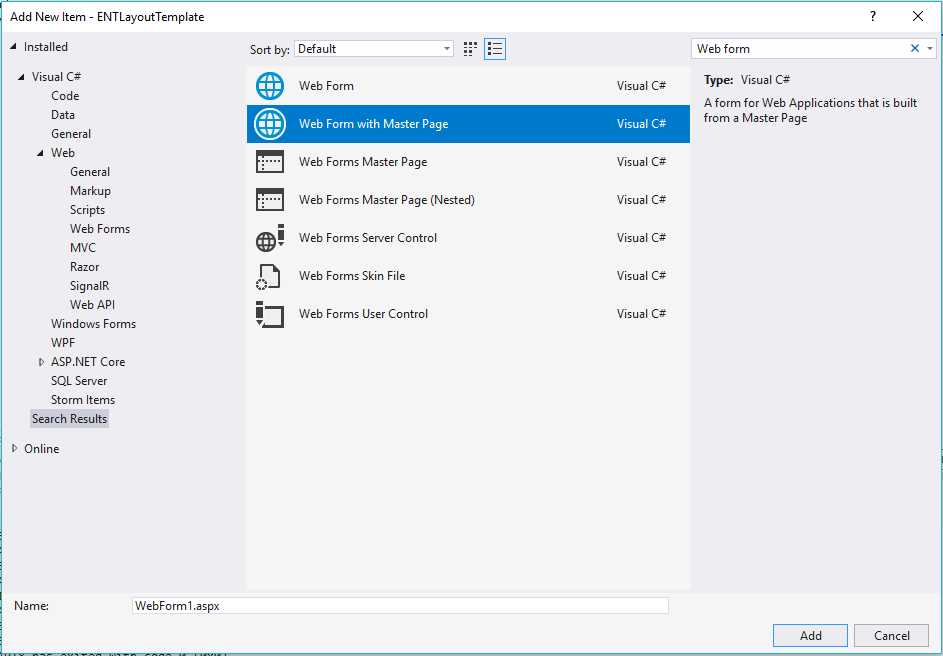 Add New Item - ENTLayoutTemplate
?
Installed
Sort by: Default
Web form
Visual C#
Code
Data
General
Web
General
Markup
Scripts
Web Forms
MVC
Razor
SignalR
Web API
Windows Forms
WPF
ASP.NET Core
SQL Server
Storm Items
Search Results
Online
Web Form Visual C#
Web Form with Master Page Visual C#
Web Forms Master Page Visual C#
Web Forms Master Page (Nested) Visual C#
Web Forms Server Control Visual C#
Web Forms Skin File Visual C#
Web Forms User Control Visual C#
Type: Visual C#
A form for Web Applications that is built
from a Master Page
Name: WebForm1.aspx
Add Cancel